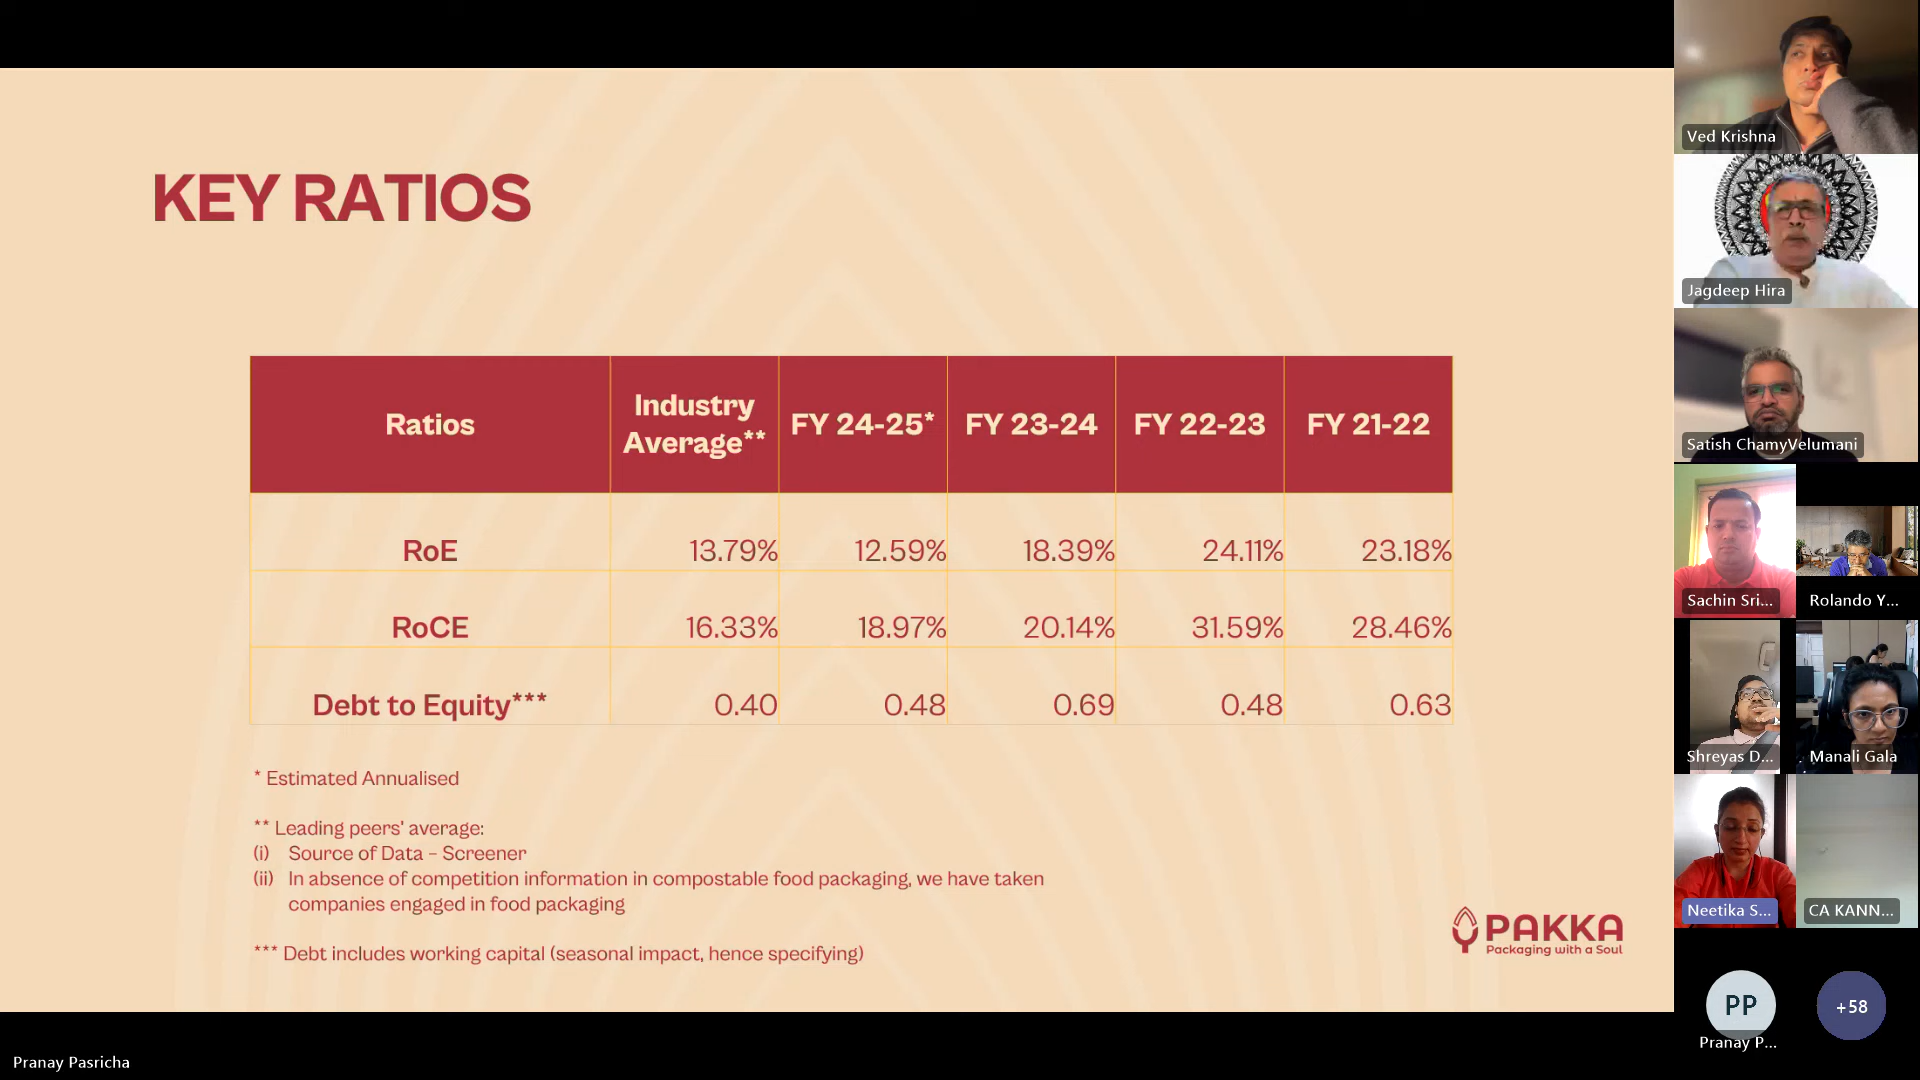 KEY RATIOS
Ratios
Industry
Average**
FY 24-25*
FY 23-24
FY 22-23
FY 21-22
RoE 13.79% 12.59% 18.39% 24.11% 23.18%
RoCE 16.33% 18.97% 20.14% 31.59% 28.46%
Debt to Equity*** 0.40 0.48 0.69 0.48 0.63
* Estimated Annualised
** Leading peers' average:
(i) Source of Data – Screener
(ii) In absence of competition information in compostable food packaging, we have taken
companies engaged in food packaging
*** Debt includes working capital (seasonal impact, hence specifying)
PAKKA
Packaging with a Soul
Ved Krishna
Jagdeep Hira
Satish ChamyVelumani
Sachin Sri...
Rolando Y...
Shreyas D...
Manali Gala
Neetika S...
CA KANN...
PP
+58
Pranay P...
Pranay Pasricha